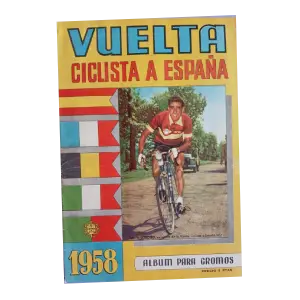 VUELTA
CICLISTA A ESPAÑA
1958
ALBUM PARA CROMOS